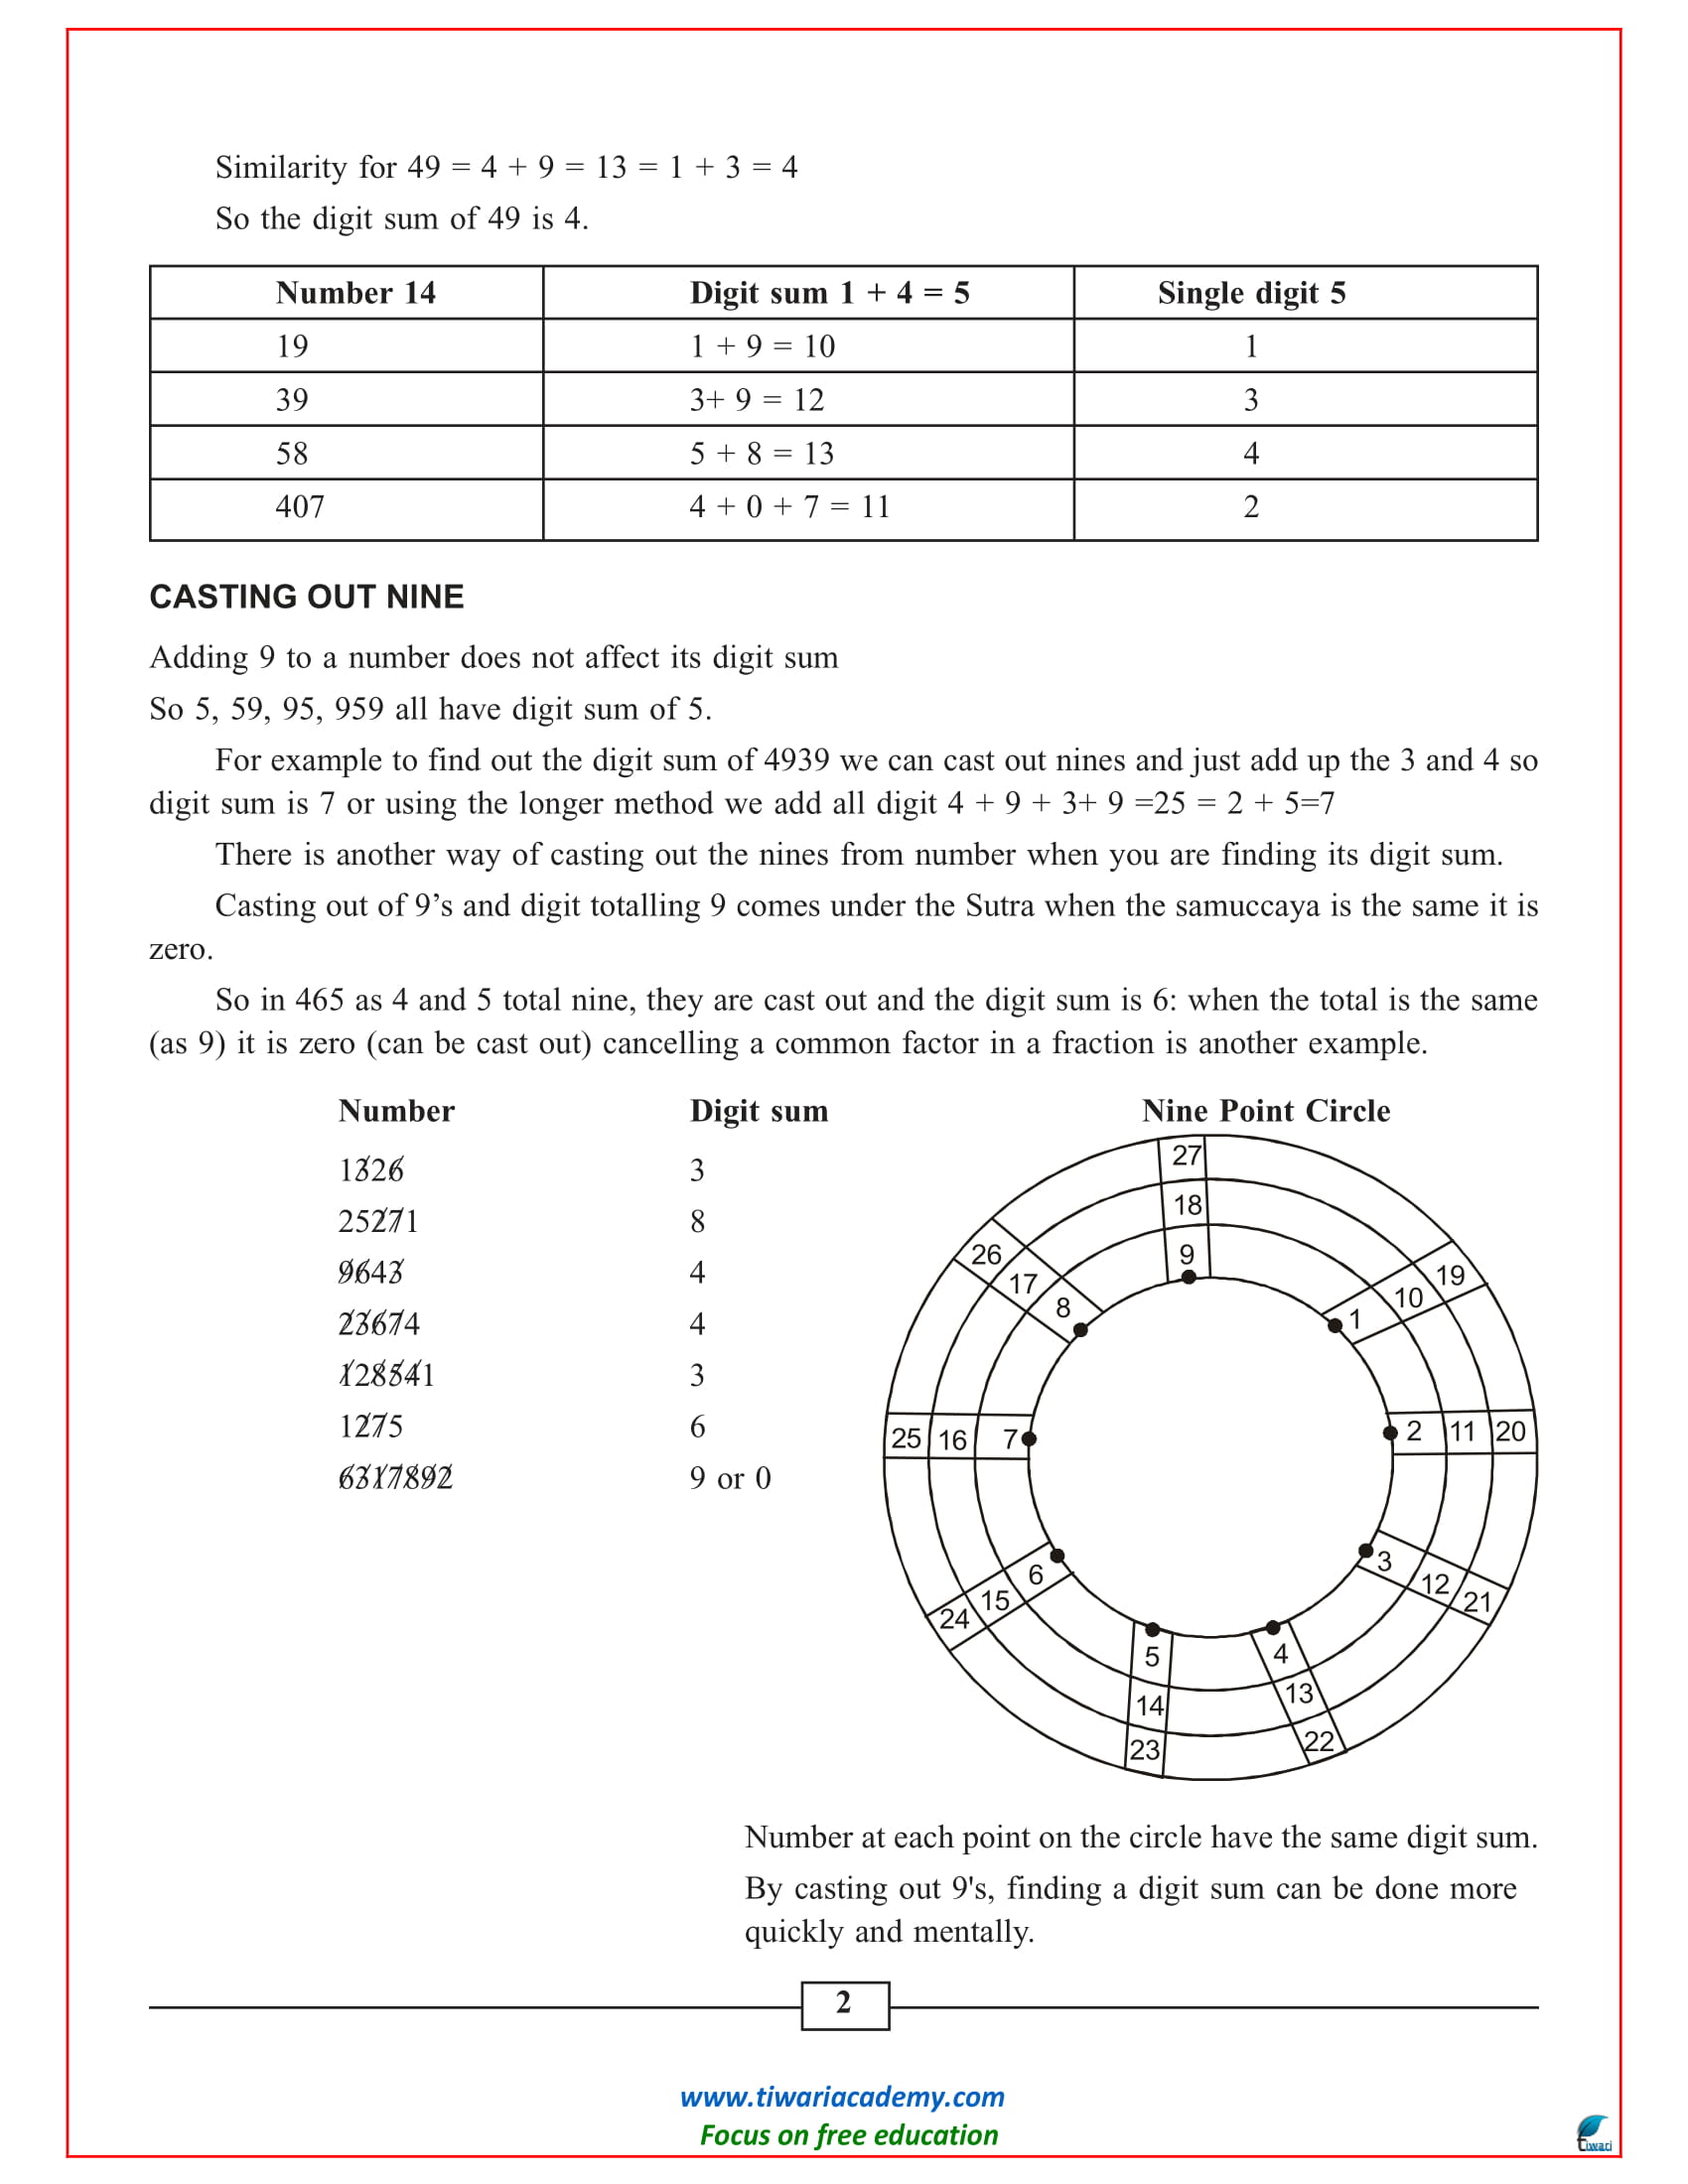 Similarity for 49 = 4 + 9 = 13 = 1 + 3 = 4
So the digit sum of 49 is 4.
Number 14 Digit sum 1 + 4 = 5 Single digit 5
19 1 + 9 = 10 1
39 3+ 9 = 12 3
58 5 + 8 = 13 4
407 4 + 0 + 7 = 11 2
CASTING OUT NINE
Adding 9 to a number does not affect its digit sum
So 5, 59, 95, 959 all have digit sum of 5.
For example to find out the digit sum of 4939 we can cast out nines and just add up the 3 and 4 so
digit sum is 7 or using the longer method we add all digit 4 + 9 + 3+ 9 =25 = 2 + 5=7
There is another way of casting out the nines from number when you are finding its digit sum.
Casting out of 9’s and digit totalling 9 comes under the Sutra when the samuccaya is the same it is
zero.
So in 465 as 4 and 5 total nine, they are cast out and the digit sum is 6: when the total is the same
(as 9) it is zero (can be cast out) cancelling a common factor in a fraction is another example.
Number Digit sum Nine Point Circle
1326 3
25271 8
9643 4
23674 4
128541 3
1275 6
6317892 9 or 0
27
18
9
26
17
8
19
10
1
25 16 7
2 11 20
24
15
6
3
12
21
5
14
23
4
13
22
Number at each point on the circle have the same digit sum.
By casting out 9's, finding a digit sum can be done more
quickly and mentally.
2
www.tiwariacademy.com
Focus on free education
tiwari